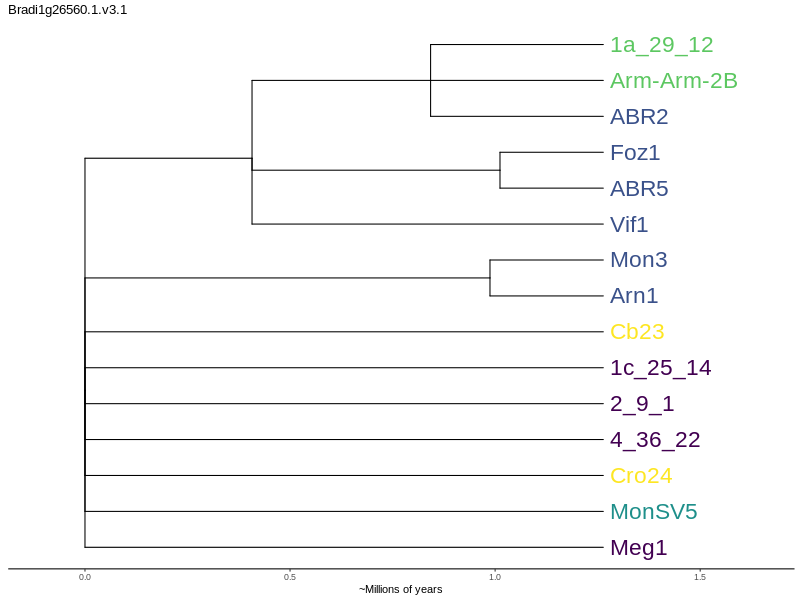 Bradi1g26560.1.v3.1
1a_29_12
Arm-Arm-2B
ABR2
Foz1
ABR5
Vif1
Mon3
Arn1
Cb23
1c_25_14
2_9_1
4_36_22
Cro24
MonSV5
Meg1
0.0 0.5 1.0 1.5
~Millions of years